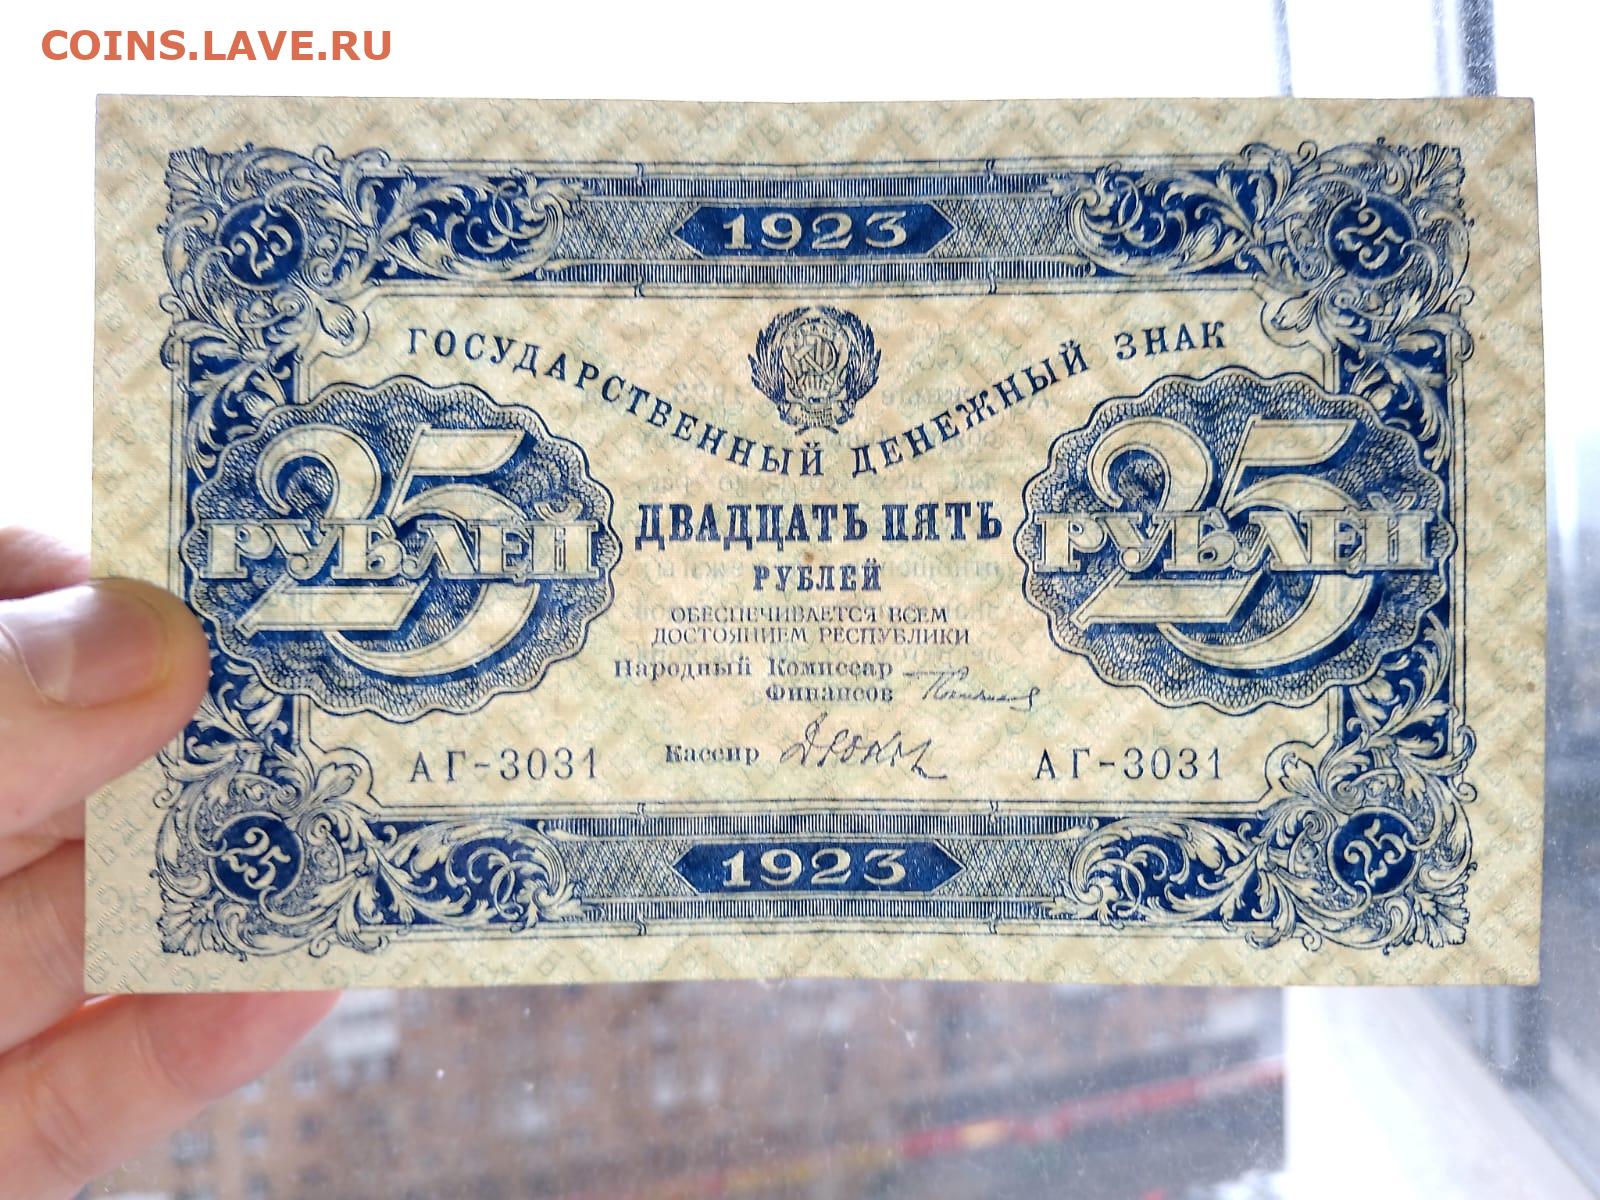 COINS.LAVE.RU
1923
25 25
ГОСУДАРСТВЕННЫЙ ДЕНЕЖНЫЙ ЗНАК
25 25
РУБЛЕЙ РУБЛЕЙ
ДВАДЦАТЬ ПЯТЬ
РУБЛЕЙ
ОБЕСПЕЧИВАЕТСЯ ВСЕМ
ДОСТОЯНИЕМ РЕСПУБЛИКИ
Народный Комиссар
Финансов
Кассир
АГ-3031 АГ-3031
25 25
1923